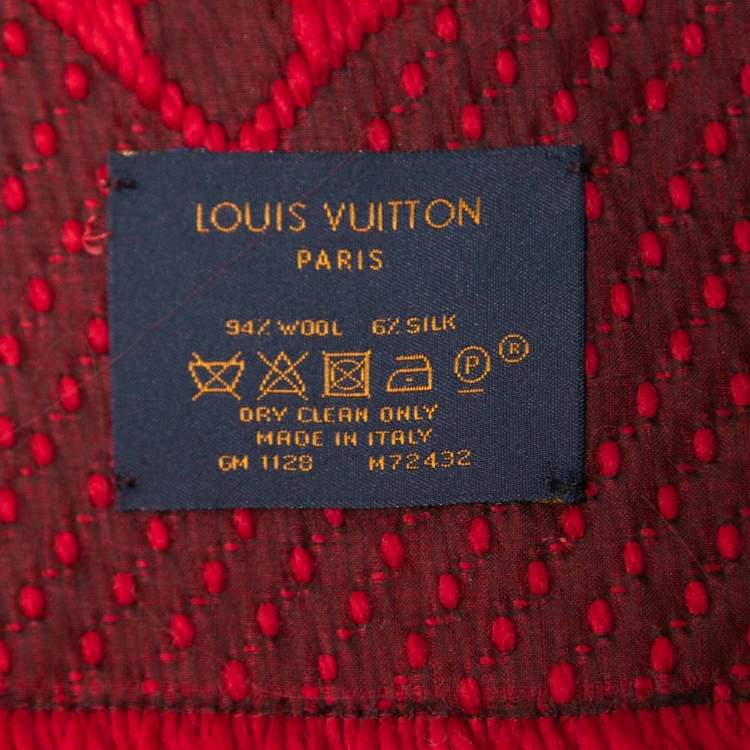 LOUIS VUITTON
PARIS
94% WOOL 6% SILK
P ®
DRY CLEAN ONLY
MADE IN ITALY
GM 1128 M72432